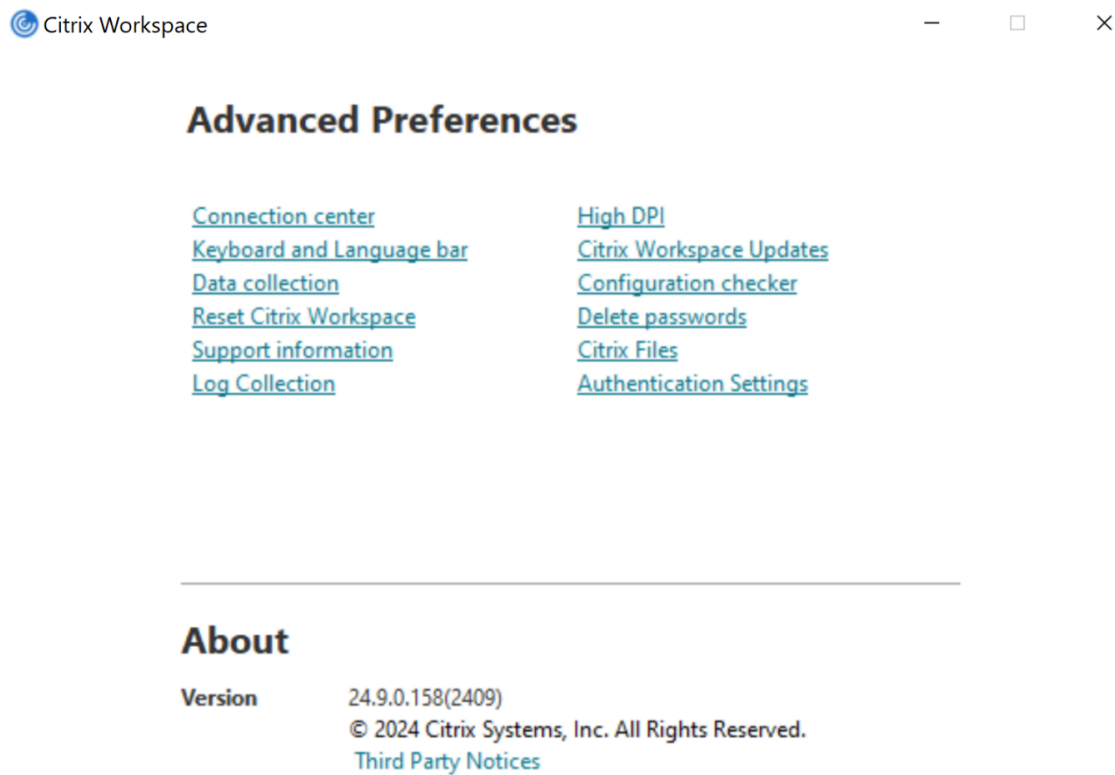 Citrix Workspace
Advanced Preferences
Connection center
Keyboard and Language bar
Data collection
Reset Citrix Workspace
Support information
Log Collection
High DPI
Citrix Workspace Updates
Configuration checker
Delete passwords
Citrix Files
Authentication Settings
About
Version 24.9.0.158(2409)
© 2024 Citrix Systems, Inc. All Rights Reserved.
Third Party Notices